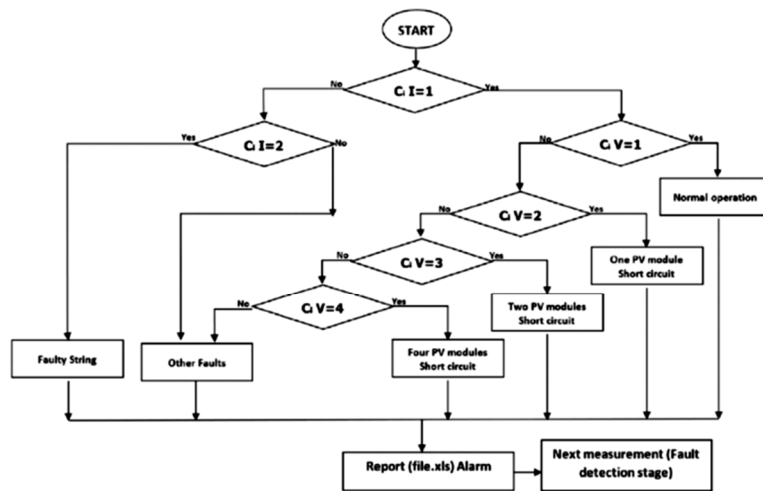 START
No
Yes
Cᵢ I=1
Yes
Cᵢ I=2
No
No
Cᵢ V=1
Yes
Normal operation
No
Cᵢ V=2
Yes
One PV module
Short circuit
No
Cᵢ V=3
Yes
Two PV modules
Short circuit
No
Cᵢ V=4
Yes
Four PV modules
Short circuit
Faulty String
Other Faults
Report (file.xls) Alarm
Next measurement (Fault
detection stage)